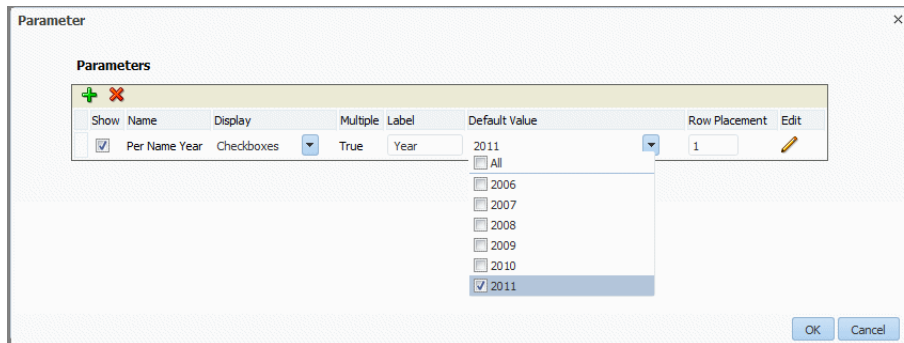 Parameter
Parameters
Show Name Display Multiple Label Default Value Row Placement Edit
Per Name Year Checkboxes True Year 2011 1
All
2006
2007
2008
2009
2010
2011
OK Cancel